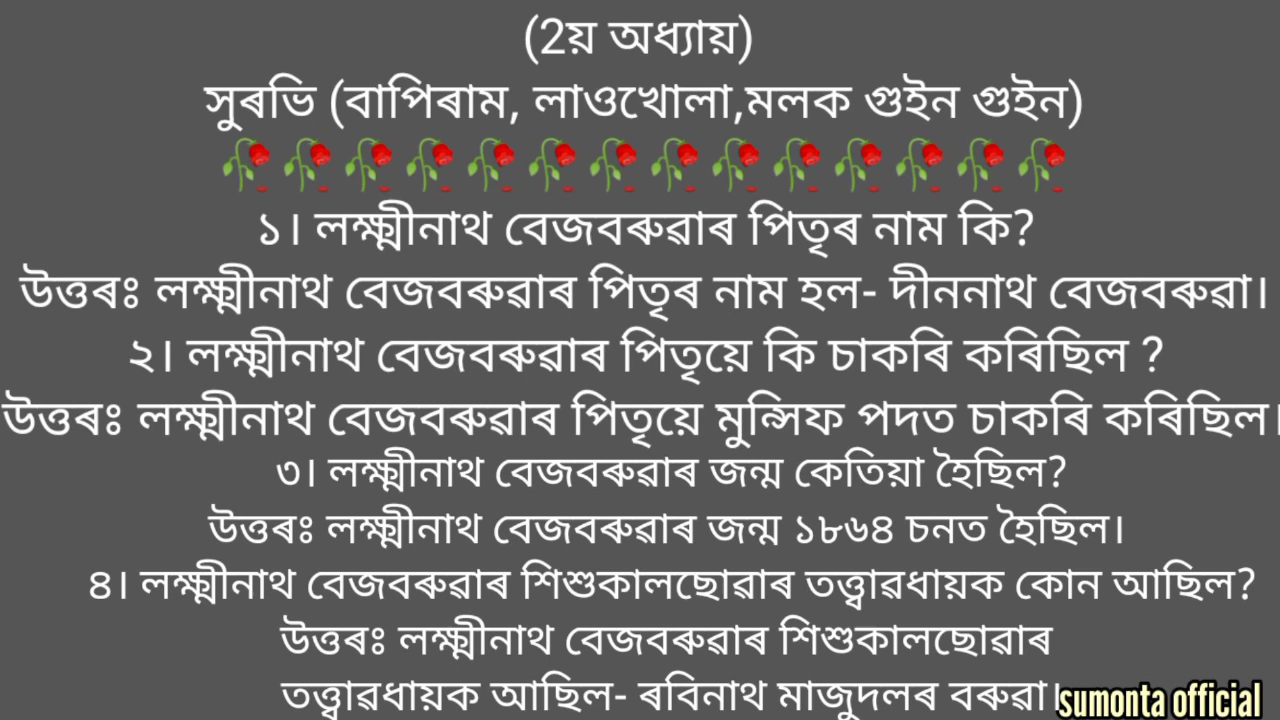 (2য় অধ্যায়)
সুৰভি (বাপিৰাম, লাওখোলা,মলক গুইন গুইন)
১। লক্ষ্মীনাথ বেজবৰুৱাৰ পিতৃৰ নাম কি?
উত্তৰঃ লক্ষ্মীনাথ বেজবৰুৱাৰ পিতৃৰ নাম হল- দীননাথ বেজবৰুৱা।
২। লক্ষ্মীনাথ বেজবৰুৱাৰ পিতৃয়ে কি চাকৰি কৰিছিল ?
উত্তৰঃ লক্ষ্মীনাথ বেজবৰুৱাৰ পিতৃয়ে মুন্সিফ পদত চাকৰি কৰিছিল।
৩। লক্ষ্মীনাথ বেজবৰুৱাৰ জন্ম কেতিয়া হৈছিল?
উত্তৰঃ লক্ষ্মীনাথ বেজবৰুৱাৰ জন্ম ১৮৬৪ চনত হৈছিল।
৪। লক্ষ্মীনাথ বেজবৰুৱাৰ শিশুকালছোৱাৰ তত্ত্বাৱধায়ক কোন আছিল?
উত্তৰঃ লক্ষ্মীনাথ বেজবৰুৱাৰ শিশুকালছোৱাৰ
তত্ত্বাৱধায়ক আছিল- ৰবিনাথ মাজুদলৰ বৰুৱা।
sumonta official